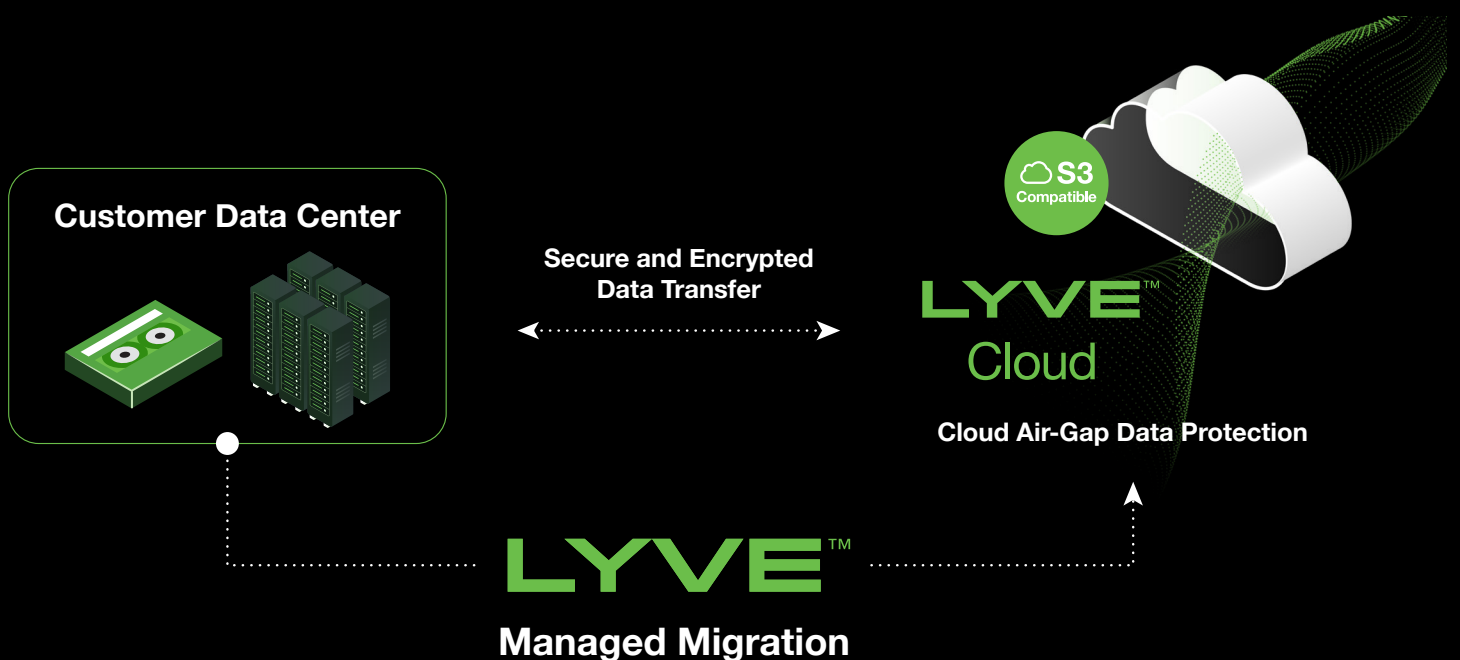 Customer Data Center
Secure and Encrypted
Data Transfer
S3
Compatible
LYVE™
Cloud
Cloud Air-Gap Data Protection
LYVE™
Managed Migration